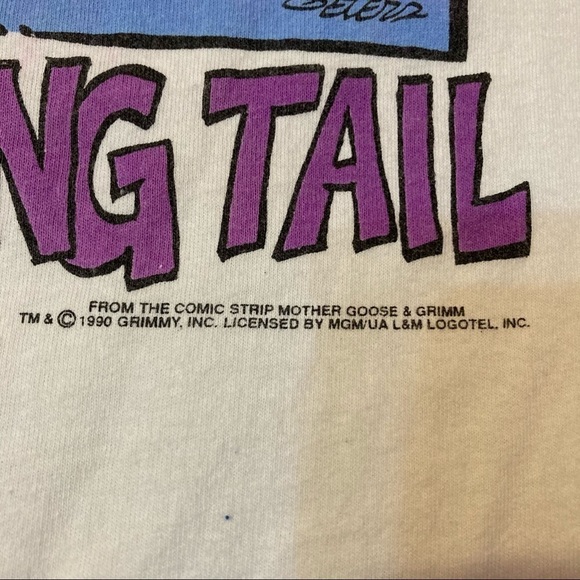 NG TAIL
FROM THE COMIC STRIP MOTHER GOOSE & GRIMM
TM & © 1990 GRIMMY, INC. LICENSED BY MGM/UA L&M LOGOTEL, INC.